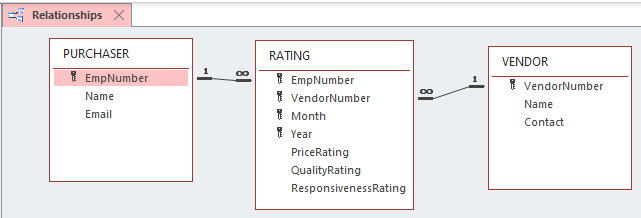 Relationships
PURCHASER
EmpNumber
Name
Email
1
∞
RATING
EmpNumber
VendorNumber
Month
Year
PriceRating
QualityRating
ResponsivenessRating
∞
1
VENDOR
VendorNumber
Name
Contact